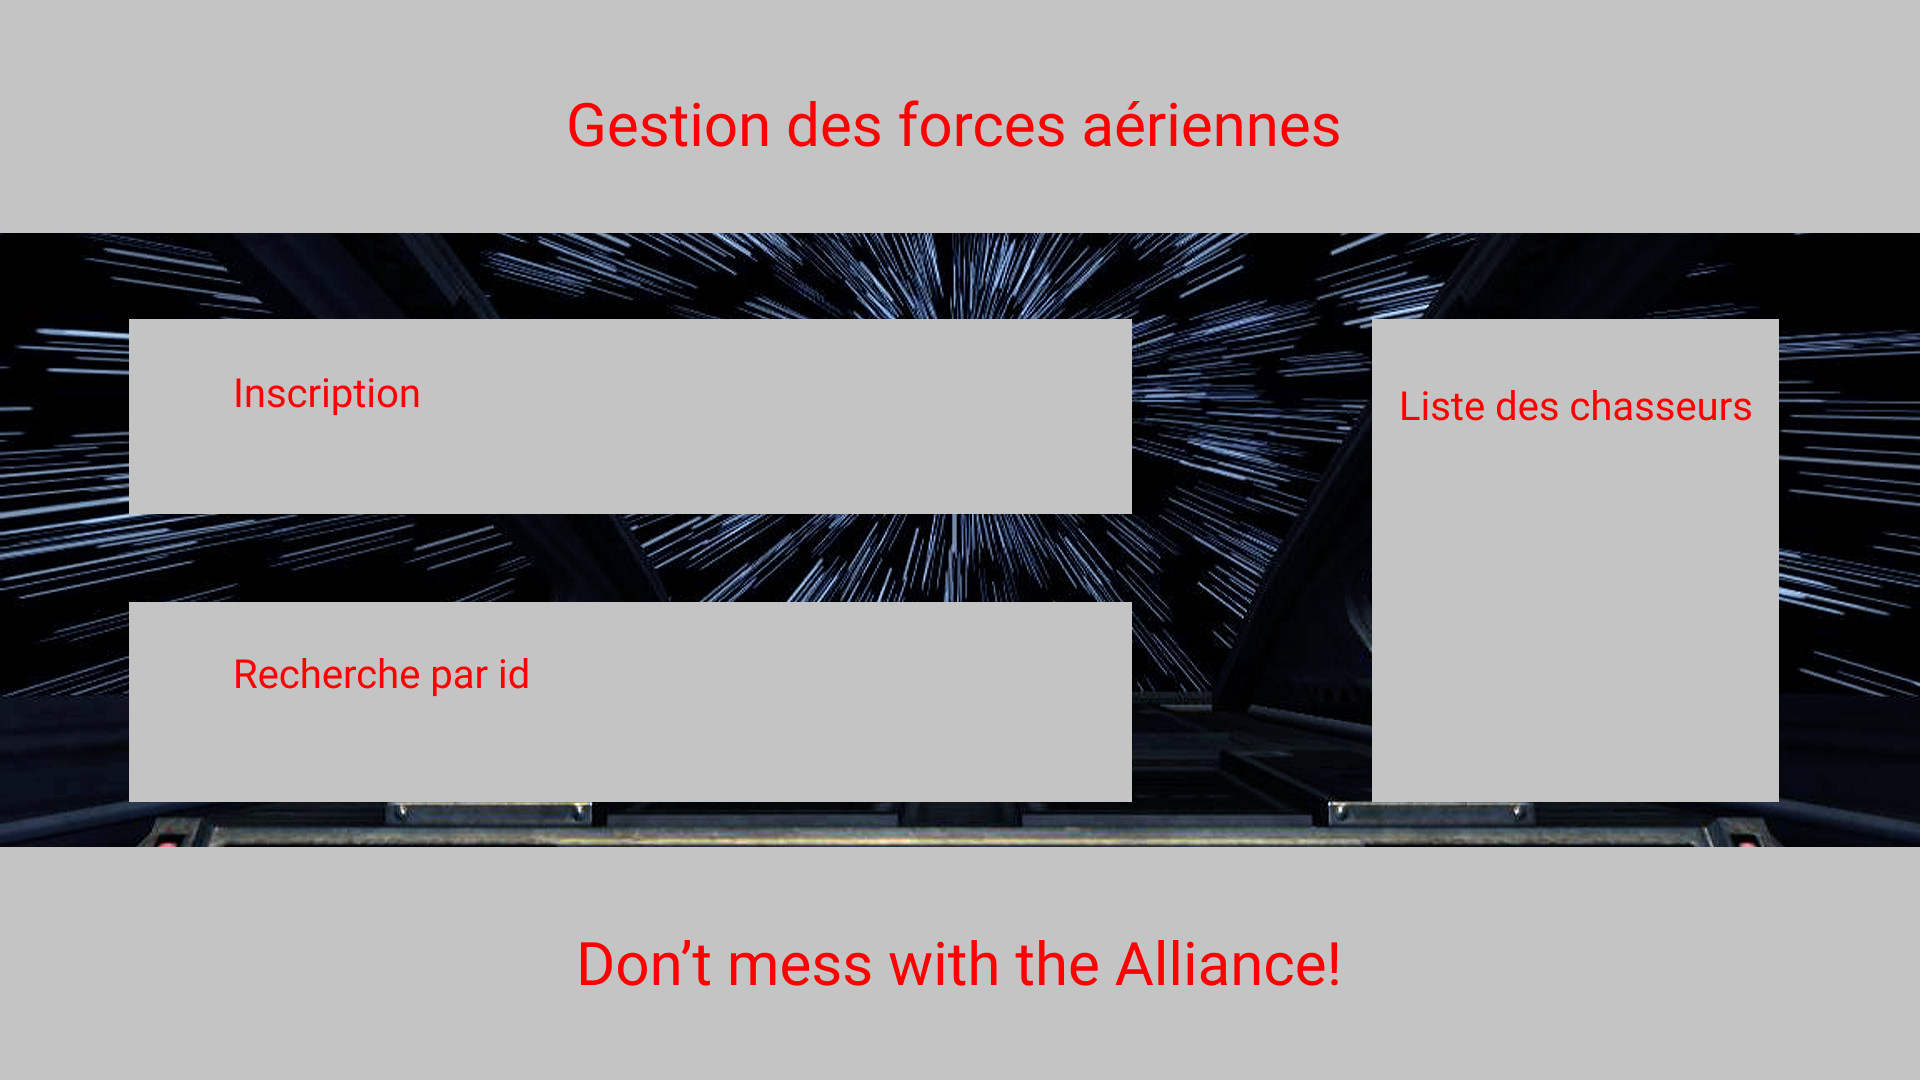 Gestion des forces aériennes
Inscription
Liste des chasseurs
Recherche par id
Don’t mess with the Alliance!